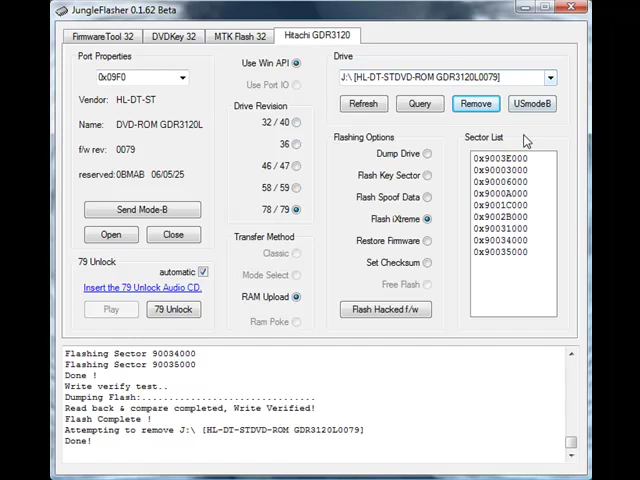 JungleFlasher 0.1.62 Beta
FirmwareTool 32
DVDKey 32
MTK Flash 32
Hitachi GDR3120
Port Properties
0x09F0
Vendor: HL-DT-ST
Name: DVD-ROM GDR3120L
f/w rev: 0079
reserved:0BMAB 06/05/25
Send Mode-B
Open
Close
79 Unlock
automatic
Insert the 79 Unlock Audio CD.
Play
79 Unlock
Use Win API
Use Port IO
Drive Revision
32 / 40
36
46 / 47
58 / 59
78 / 79
Transfer Method
Classic
Mode Select
RAM Upload
Ram Poke
Drive
J:\ [HL-DT-STDVD-ROM GDR3120L0079]
Refresh
Query
Remove
USmodeB
Flashing Options
Dump Drive
Flash Key Sector
Flash Spoof Data
Flash iXtreme
Restore Firmware
Set Checksum
Free Flash
Flash Hacked f/w
Sector List
0x9003E000
0x90003000
0x90006000
0x9000A000
0x9001C000
0x9002B000
0x90031000
0x90034000
0x90035000
Flashing Sector 90034000
Flashing Sector 90035000
Done !
Write verify test..
Dumping Flash:................................
Read back & compare completed, Write Verified!
Flash Complete !
Attempting to remove J:\ [HL-DT-STDVD-ROM GDR3120L0079]
Done!